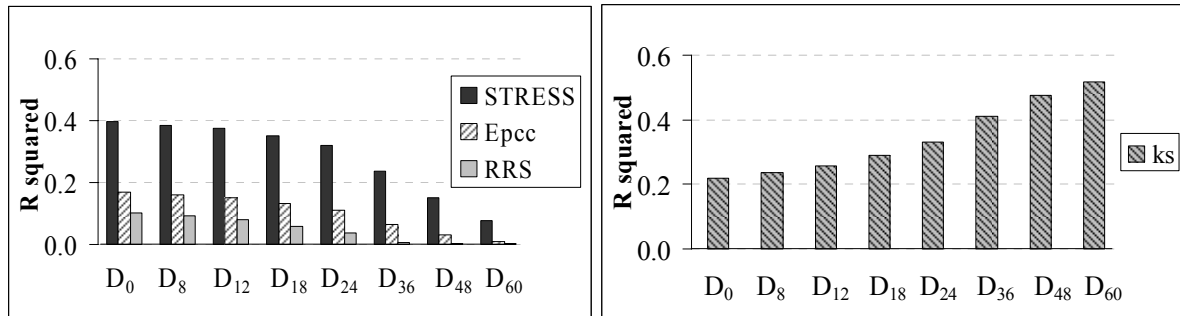 R squared
0.6
0.4
0.2
0.0
D₀ D₈ D₁₂ D₁₈ D₂₄ D₃₆ D₄₈ D₆₀
STRESS
Epcc
RRS
R squared
0.6
0.4
0.2
0.0
D₀ D₈ D₁₂ D₁₈ D₂₄ D₃₆ D₄₈ D₆₀
ks